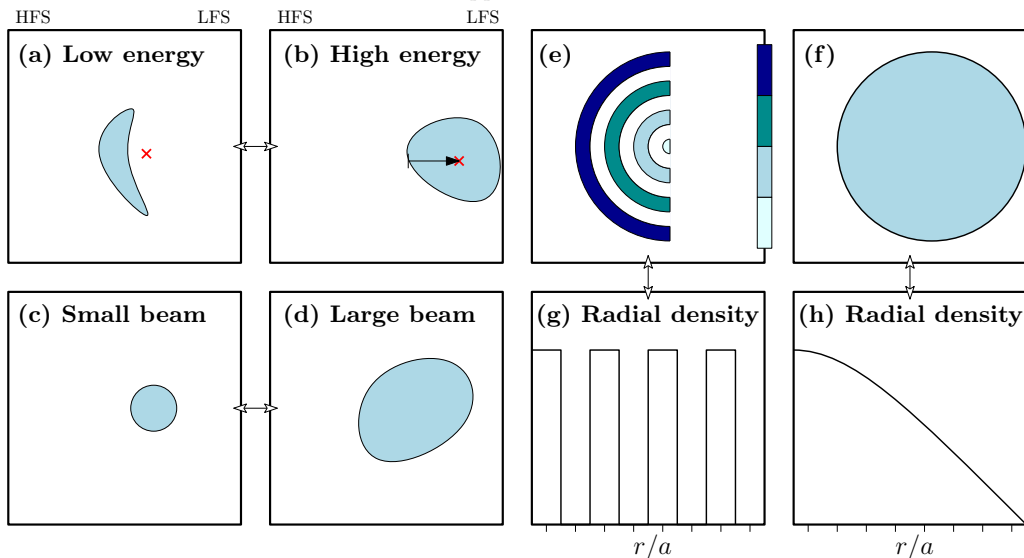 HFS LFS HFS LFS
(a) Low energy
(b) High energy
(e)
(f)
(c) Small beam
(d) Large beam
(g) Radial density
(h) Radial density
r/a
r/a